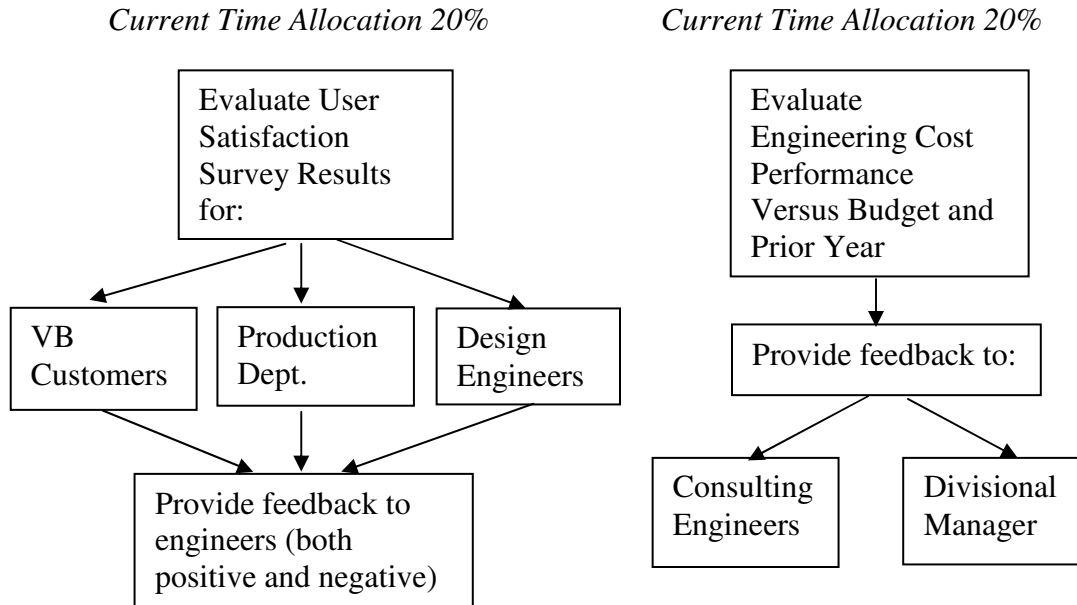 Current Time Allocation 20%
Evaluate User
Satisfaction
Survey Results
for:
VB
Customers
Production
Dept.
Design
Engineers
Provide feedback to
engineers (both
positive and negative)
Current Time Allocation 20%
Evaluate
Engineering Cost
Performance
Versus Budget and
Prior Year
Provide feedback to:
Consulting
Engineers
Divisional
Manager